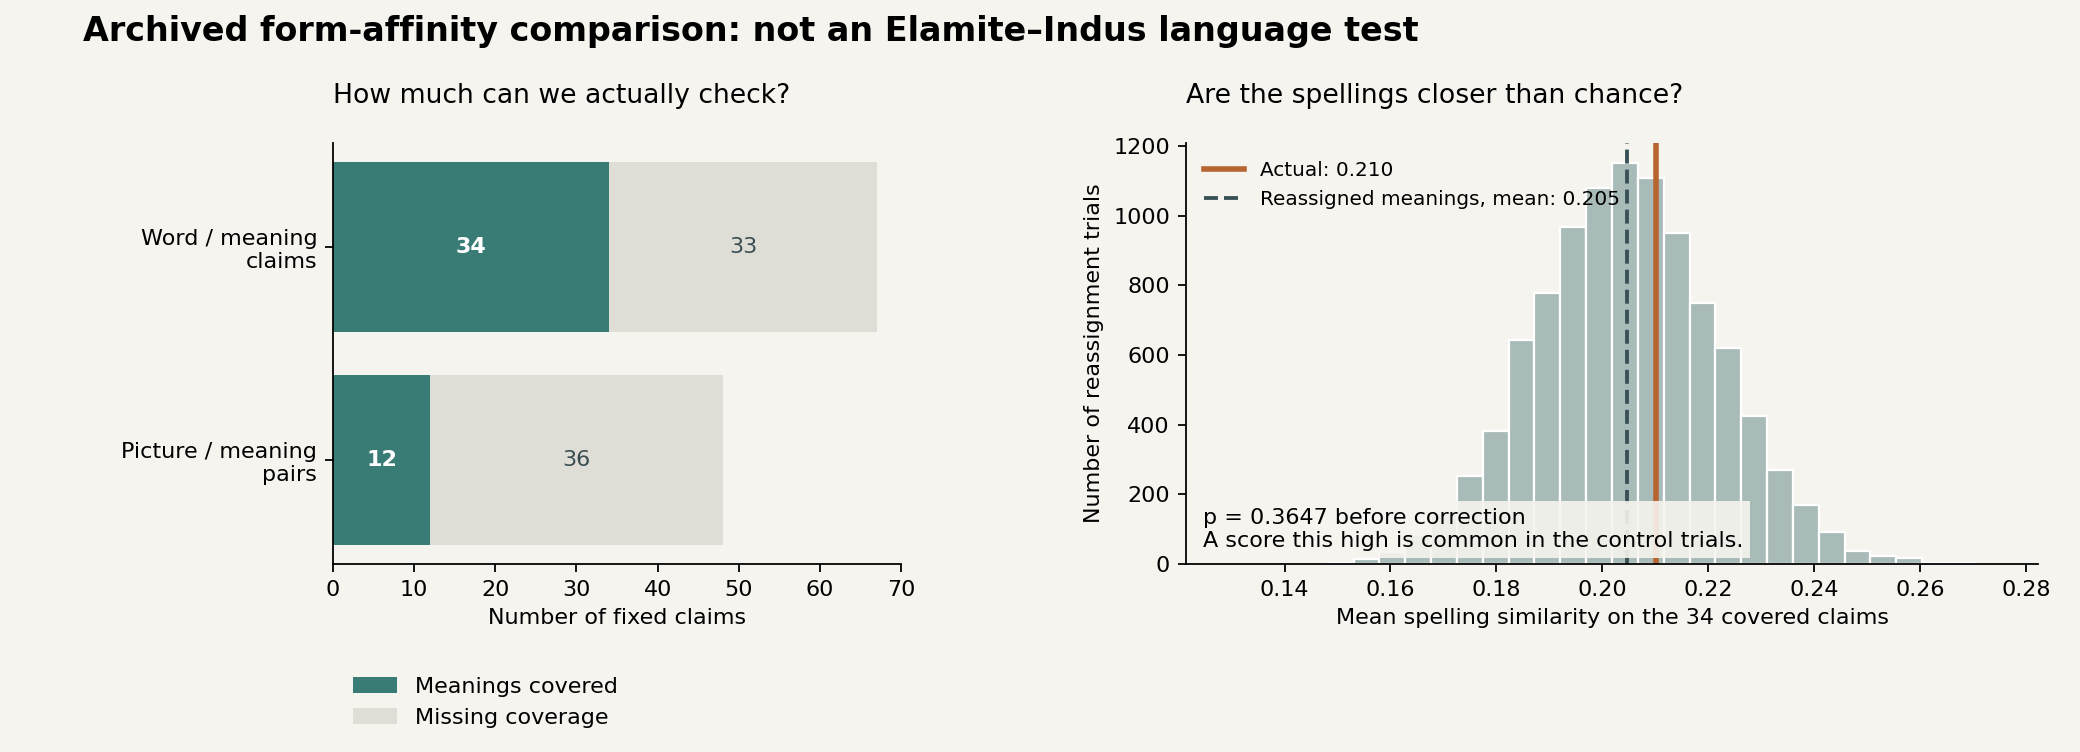 Archived form-affinity comparison: not an Elamite–Indus language test
How much can we actually check?
Word / meaning
claims
34
33
Picture / meaning
pairs
12
36
0 10 20 30 40 50 60 70
Number of fixed claims
Meanings covered
Missing coverage
Are the spellings closer than chance?
Number of reassignment trials
1200
1000
800
600
400
200
0
Actual: 0.210
Reassigned meanings, mean: 0.205
p = 0.3647 before correction
A score this high is common in the control trials.
0.14 0.16 0.18 0.20 0.22 0.24 0.26 0.28
Mean spelling similarity on the 34 covered claims